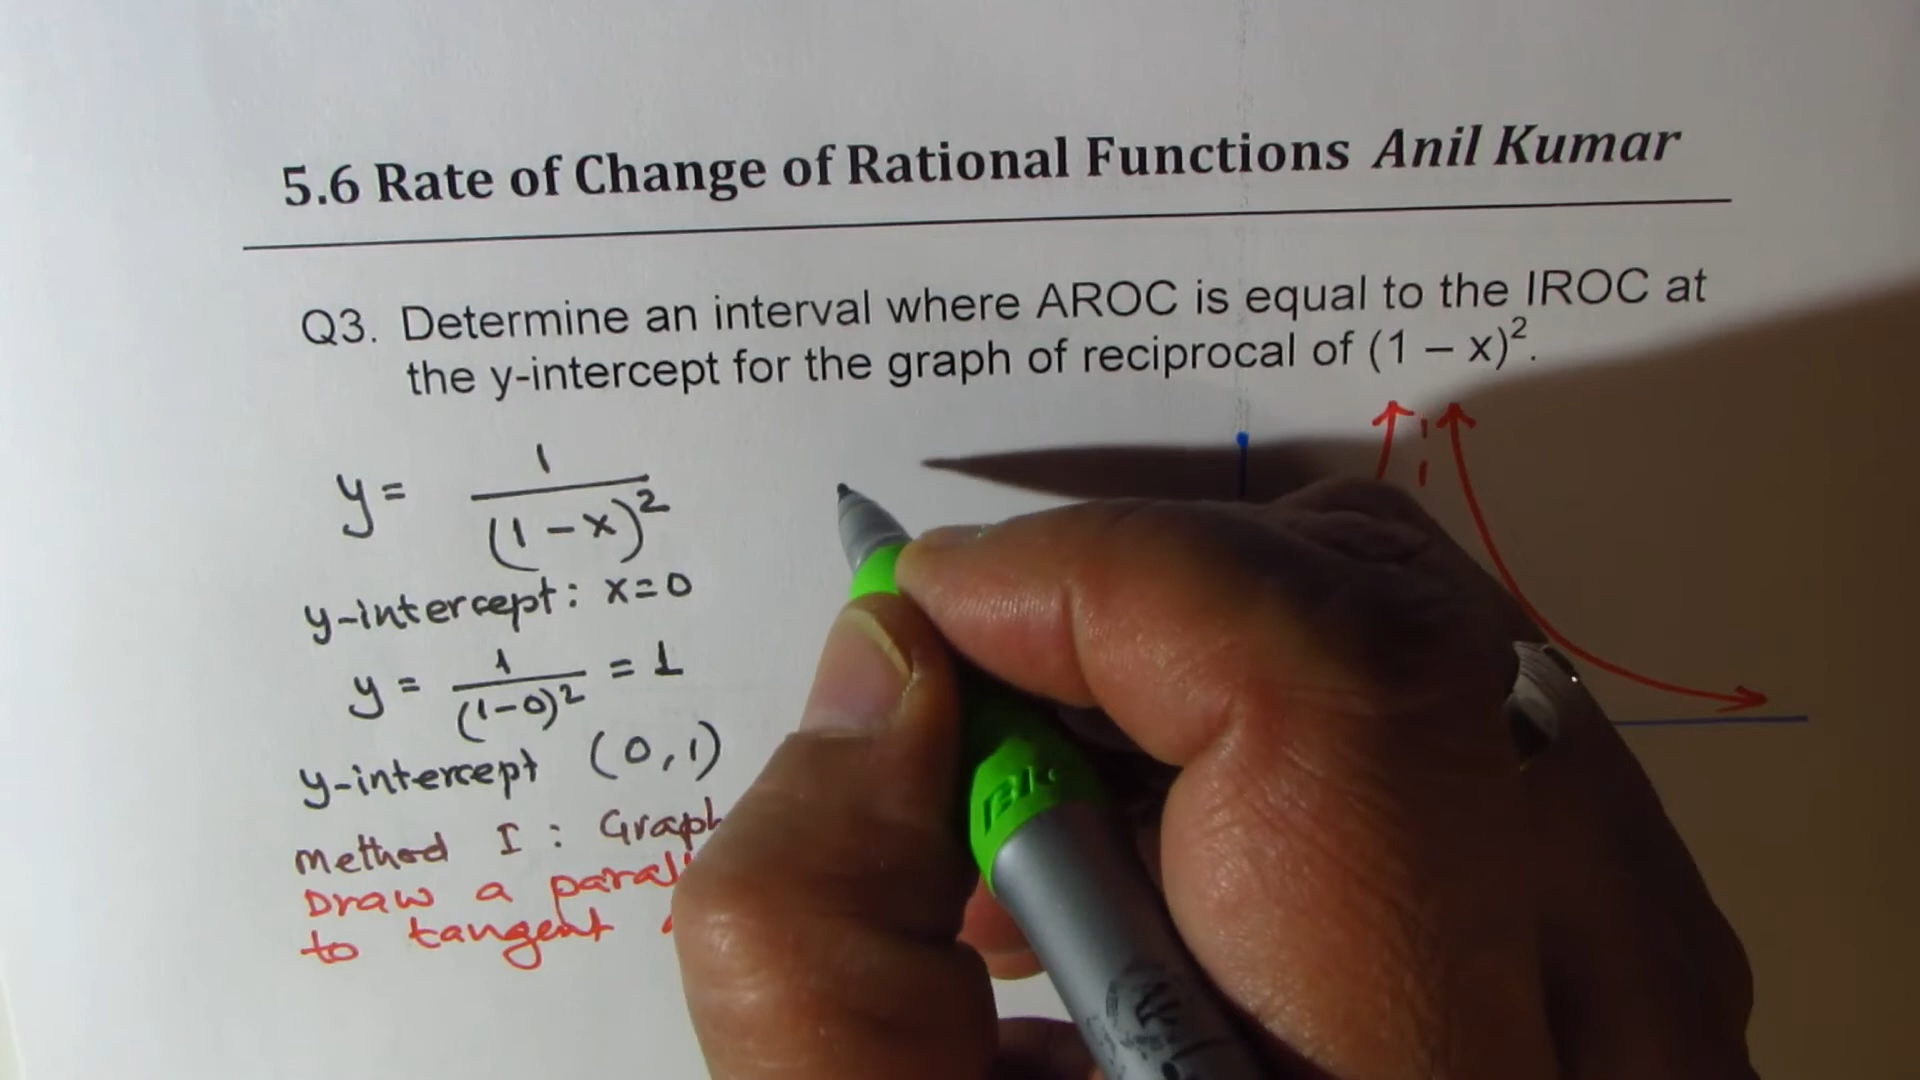 5.6 Rate of Change of Rational Functions Anil Kumar
Q3. Determine an interval where AROC is equal to the IROC at
the y-intercept for the graph of reciprocal of (1 – x)².
y = 1/(1-x)²
y-intercept: x=0
y = 1/(1-0)² = 1
y-intercept (0,1)
Method I : Graph
Draw a
to tangent